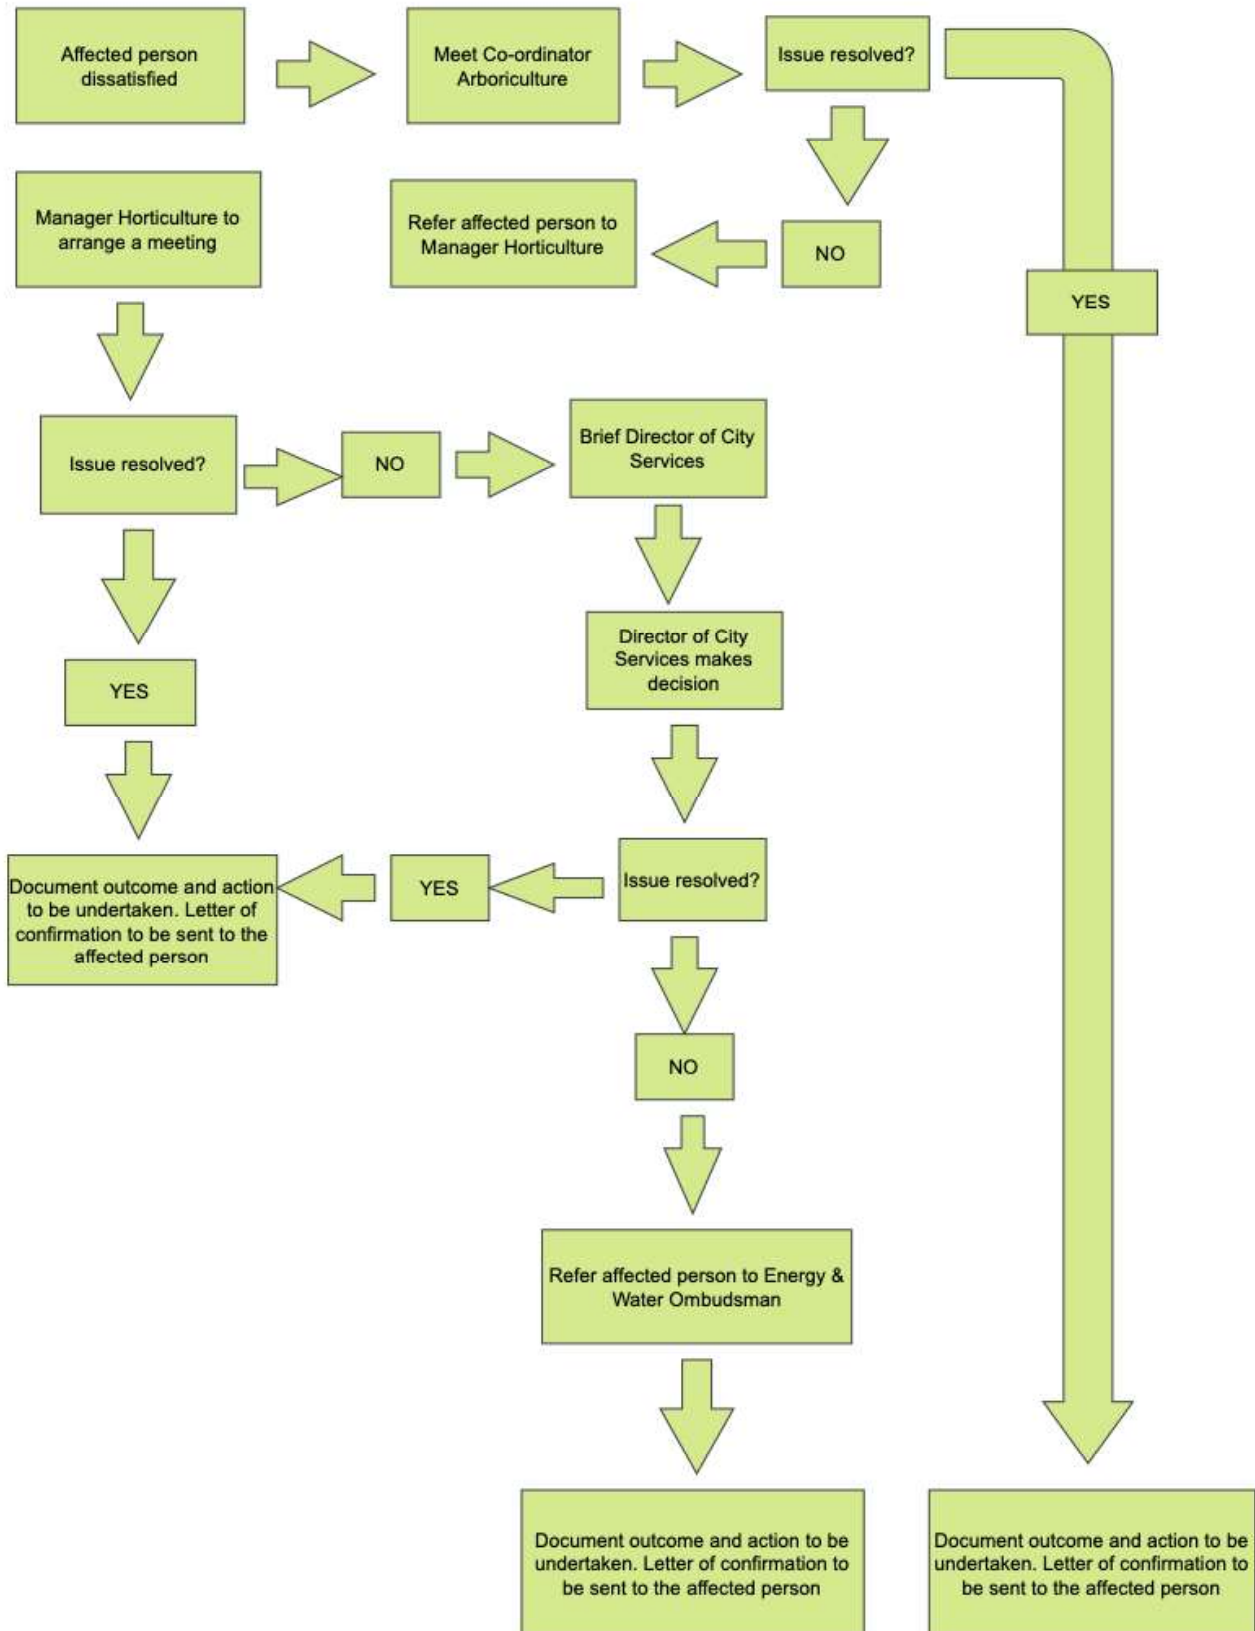 Affected person
dissatisfied
Meet Co-ordinator
Arboriculture
Issue resolved?
Manager Horticulture to
arrange a meeting
Refer affected person to
Manager Horticulture
NO
YES
Issue resolved?
NO
Brief Director of City
Services
Director of City
Services makes
decision
YES
Document outcome and action
to be undertaken. Letter of
confirmation to be sent to the
affected person
YES
Issue resolved?
NO
Refer affected person to Energy &
Water Ombudsman
Document outcome and action to be
undertaken. Letter of confirmation to
be sent to the affected person
Document outcome and action to be
undertaken. Letter of confirmation to
be sent to the affected person